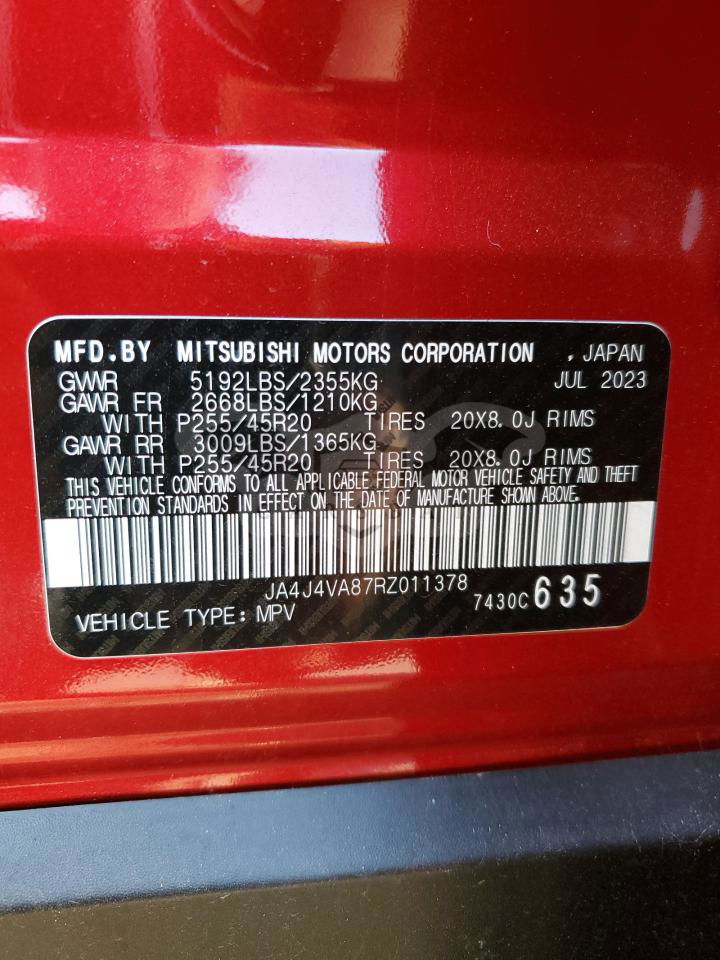 MFD.BY MITSUBISHI MOTORS CORPORATION , JAPAN
GVWR 5192LBS/2355KG JUL 2023
GAWR FR 2668LBS/1210KG
WITH P255/45R20 TIRES 20X8.0J RIMS
GAWR RR 3009LBS/1365KG
WITH P255/45R20 TIRES 20X8.0J RIMS
THIS VEHICLE CONFORMS TO ALL APPLICABLE FEDERAL MOTOR VEHICLE SAFETY AND THEFT
PREVENTION STANDARDS IN EFFECT ON THE DATE OF MANUFACTURE SHOWN ABOVE.
JA4J4VA87RZ011378
VEHICLE TYPE: MPV 7430C 635